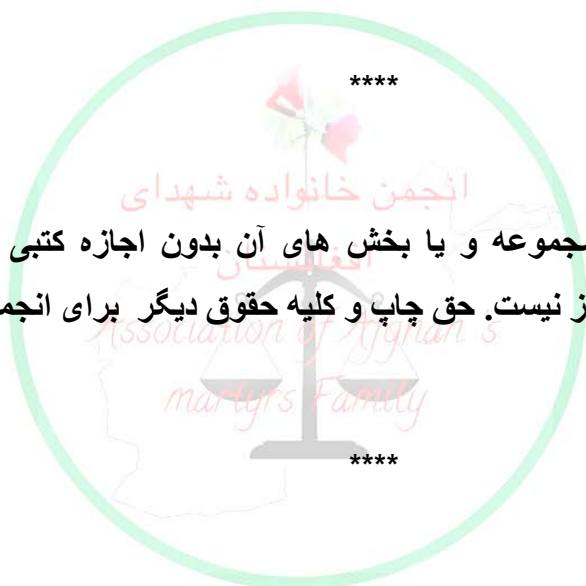 ****
انجمن خانواده شهدای
جموعه و یا بخش های آن بدون اجازه کتبی
افغانستان
ز نیست. حق چاپ و کلیه حقوق دیگر برای انجم
Association of Afghan's
martyrs Family
****